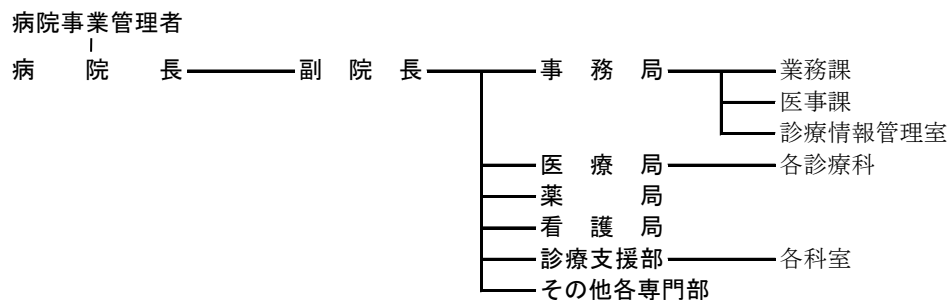 病院事業管理者
病院長 副院長 事務局 業務課
医事課
診療情報管理室
医療局 各診療科
薬局
看護局
診療支援部 各科室
その他各専門部